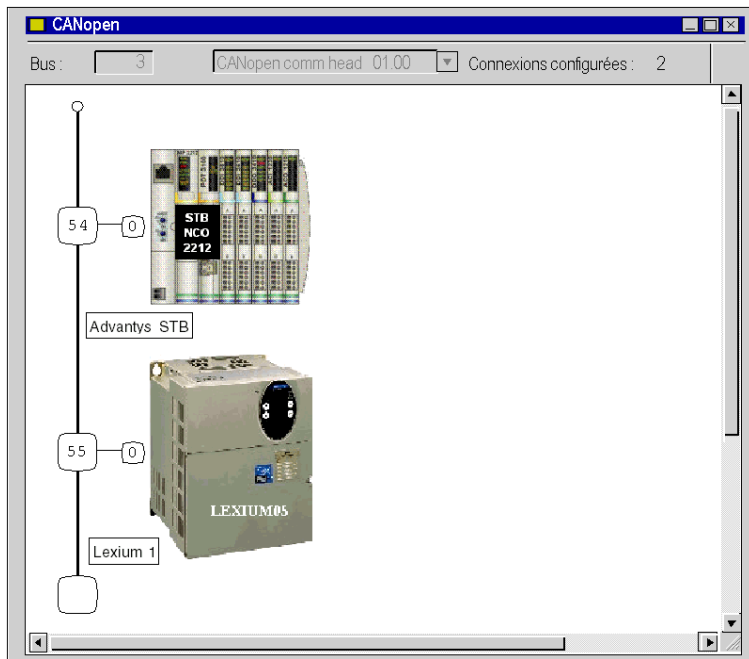 CANopen
Bus : 3 CANopen comm head 01.00 Connexions configurées : 2
54 0
STB
NCO
2212
Advantys STB
55 0
LEXIUM05
Lexium 1